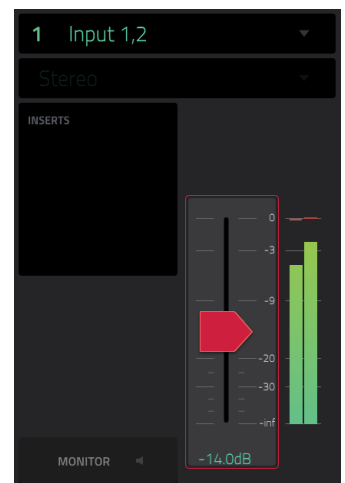 1 Input 1,2
Stereo
INSERTS
0
-3
-9
-20
-30
-inf
MONITOR
-14.0dB